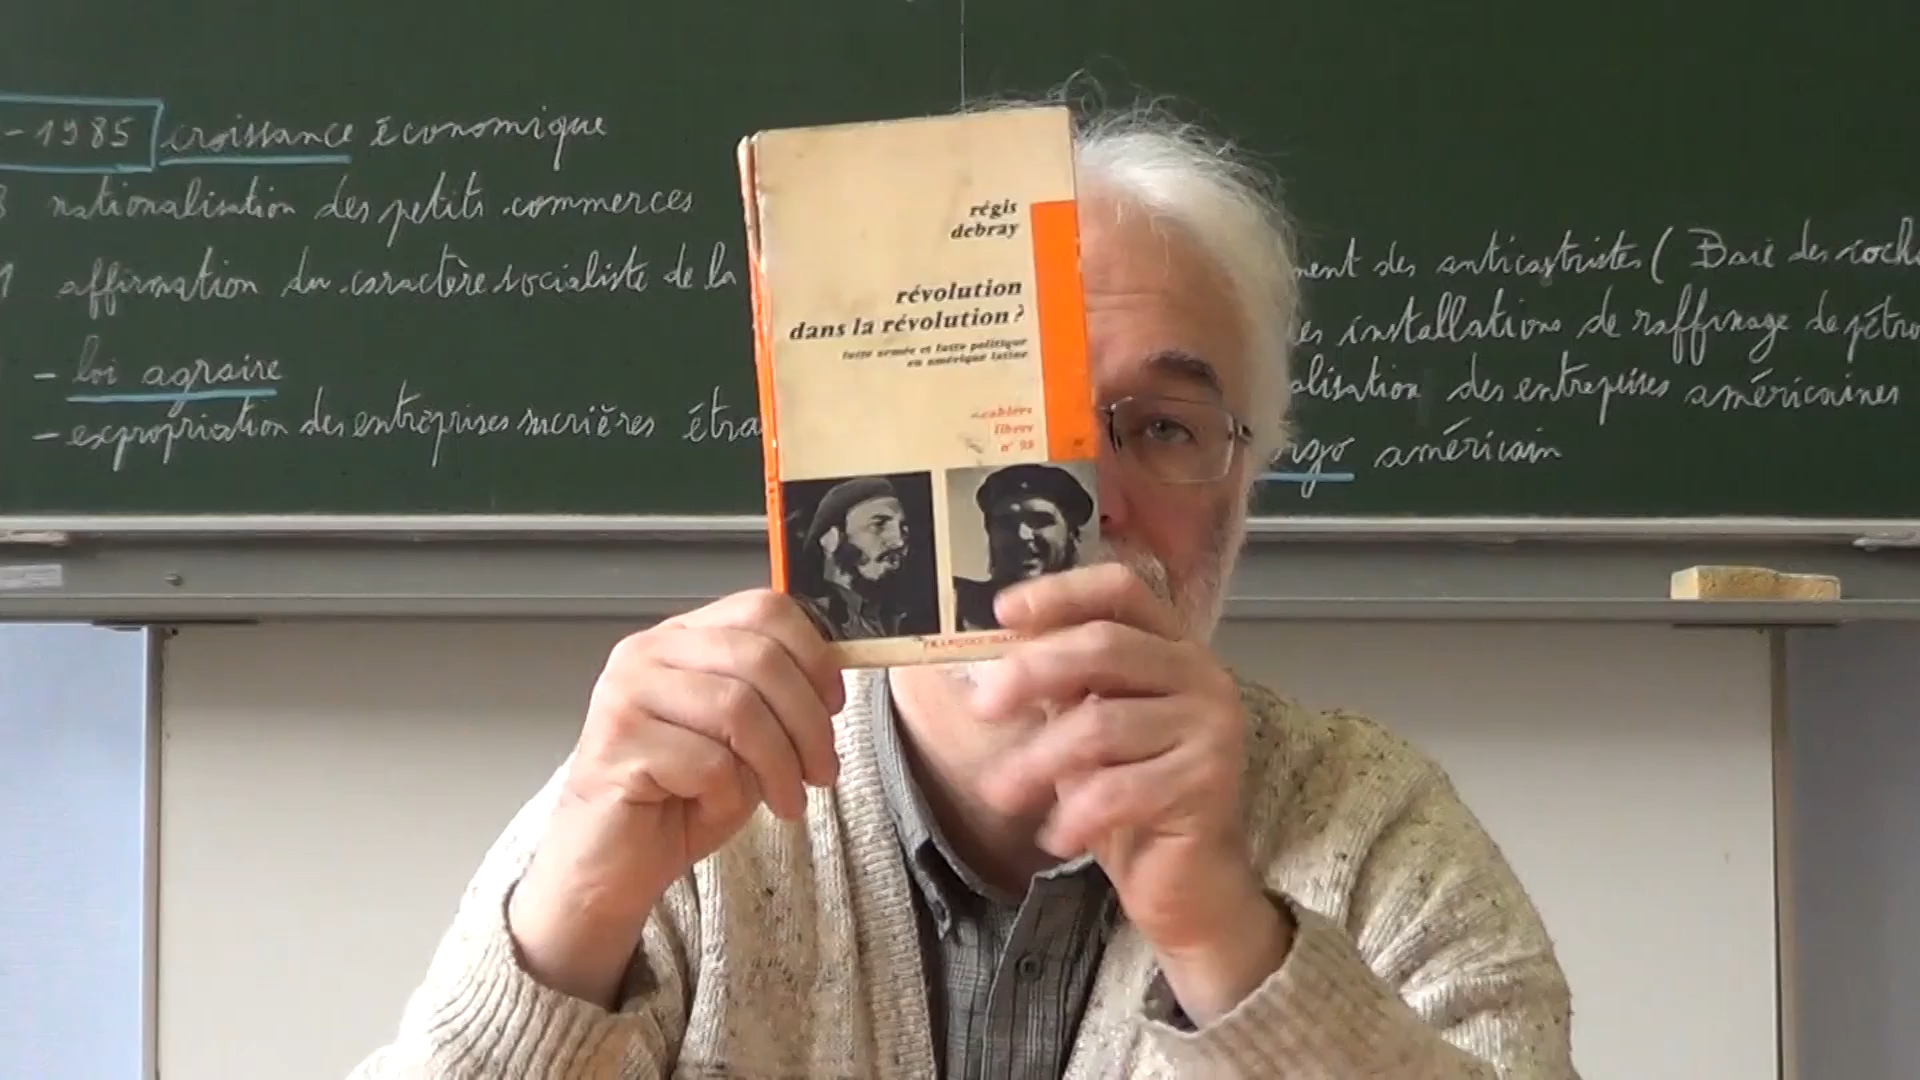 - 1985 croissance économique
nationalisation des petits commerces
affirmation du caractère socialiste de la
- loi agraire
- expropriation des entreprises sucrières étra
régis
debray
révolution
dans la révolution ?
lutte armée et lutte politique
en amérique latine
cahiers
libres
n° 98
ment des anticastristes ( Baie des coch
es installations de raffinage de pétro
alisation des entreprises américaines
rgo américain